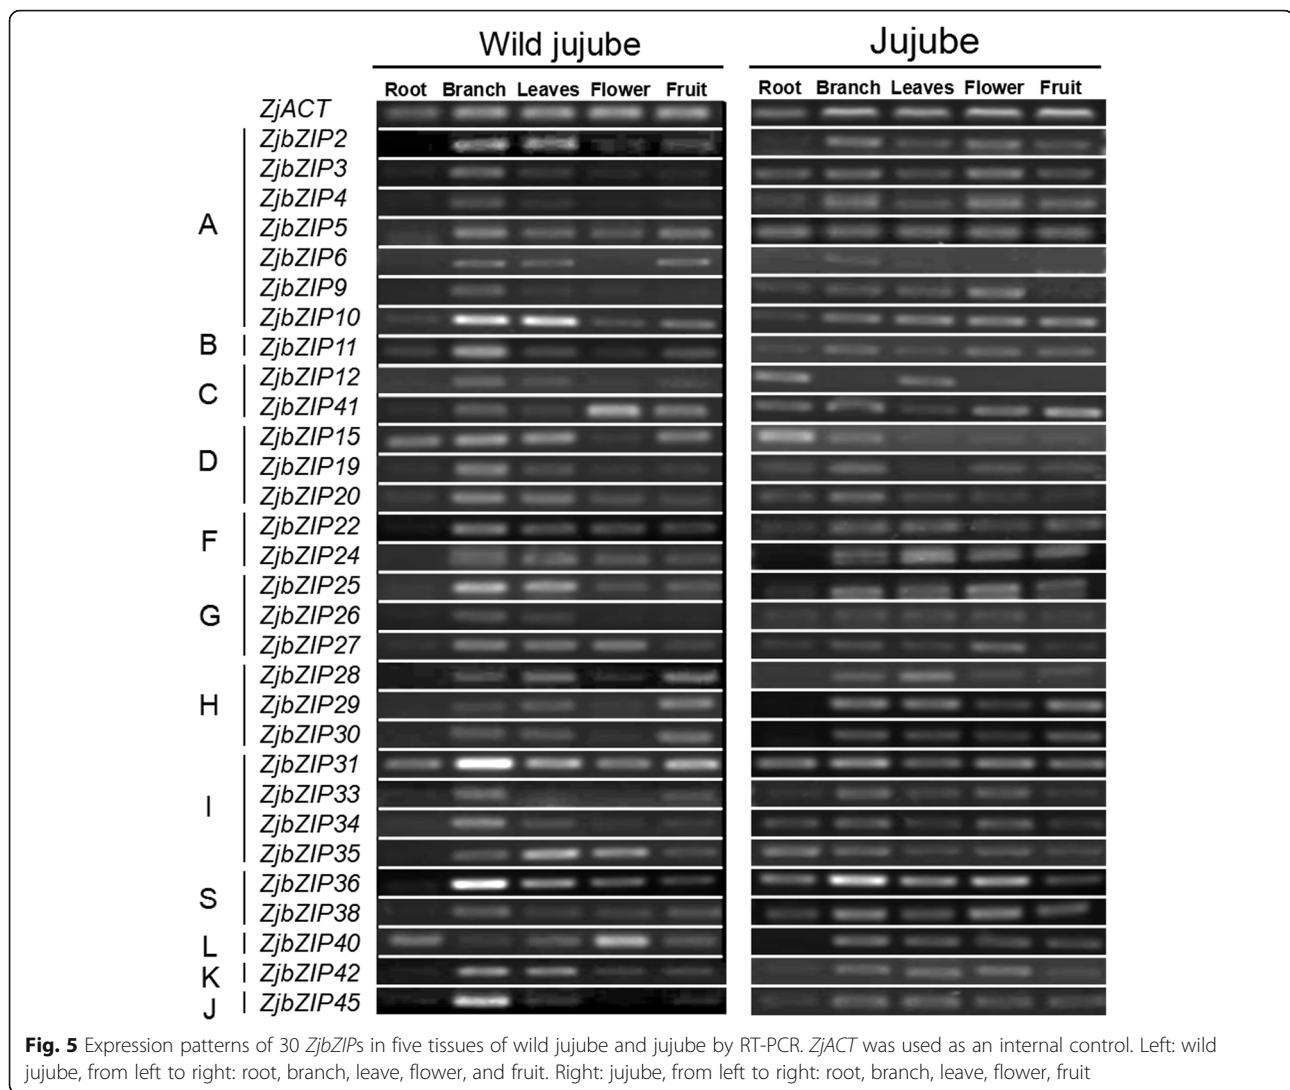 Wild jujube Jujube
Root Branch Leaves Flower Fruit Root Branch Leaves Flower Fruit
ZjACT
ZjbZIP2
ZjbZIP3
ZjbZIP4
A
ZjbZIP5
ZjbZIP6
ZjbZIP9
ZjbZIP10
B ZjbZIP11
ZjbZIP12
C
ZjbZIP41
ZjbZIP15
D ZjbZIP19
ZjbZIP20
ZjbZIP22
F
ZjbZIP24
ZjbZIP25
G ZjbZIP26
ZjbZIP27
ZjbZIP28
H ZjbZIP29
ZjbZIP30
ZjbZIP31
ZjbZIP33
I
ZjbZIP34
ZjbZIP35
ZjbZIP36
S
ZjbZIP38
L ZjbZIP40
K ZjbZIP42
J ZjbZIP45
Fig. 5 Expression patterns of 30 ZjbZIPs in five tissues of wild jujube and jujube by RT-PCR. ZjACT was used as an internal control. Left: wild
jujube, from left to right: root, branch, leave, flower, and fruit. Right: jujube, from left to right: root, branch, leave, flower, fruit